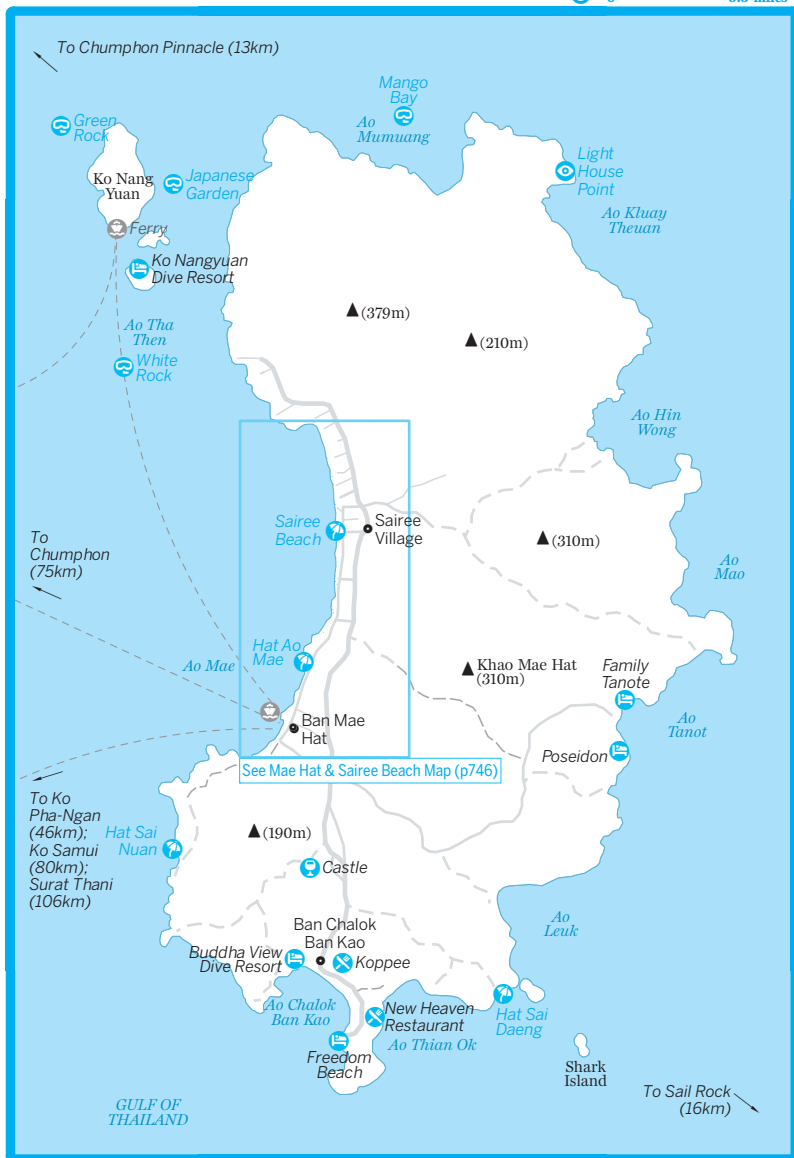 To Chumphon Pinnacle (13km)
Mango
Bay
Ao
Mumuang
Green
Rock
Ko Nang
Yuan
Japanese
Garden
Light
House
Point
Ao Kluay
Theuan
Ferry
Ko Nangyuan
Dive Resort
(379m)
(210m)
Ao Tha
Then
White
Rock
Ao Hin
Wong
Sairee
Beach
Sairee
Village
(310m)
To
Chumphon
(75km)
Ao
Mao
Hat Ao
Mae
Ao Mae
Khao Mae Hat
(310m)
Family
Tanote
Ao
Tanot
Ban Mae
Hat
Poseidon
See Mae Hat & Sairee Beach Map (p746)
To Ko
Pha-Ngan
(46km);
Ko Samui
(80km);
Surat Thani
(106km)
Hat Sai
Nuan
(190m)
Castle
Ao
Leuk
Ban Chalok
Ban Kao
Buddha View
Dive Resort
Koppee
Ao Chalok
Ban Kao
New Heaven
Restaurant
Hat Sai
Daeng
Ao Thian Ok
Freedom
Beach
Shark
Island
To Sail Rock
(16km)
GULF OF
THAILAND